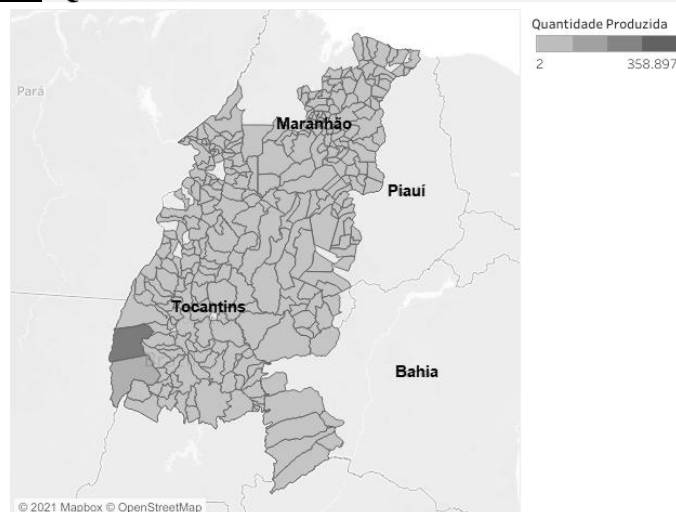 Quantidade Produzida
2 358.897
Pará
Maranhão
Piauí
Tocantins
Bahia
© 2021 Mapbox © OpenStreetMap